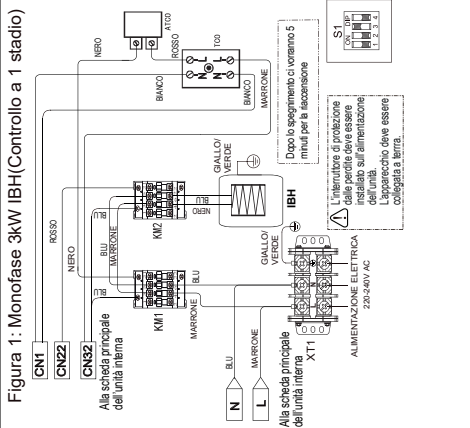 Figura 1:: Monofase 3kW IBH(Controllo a 1 stadio)
CN1
CN22
CN32
Alla scheda principale
dell'unità interna
ROSSO
NERO
NERO
ROSSO
ATCO
TCO
L
L
N
N
BIANCO
BIANCO
MARRONE
BLU
BLU
MARRONE
BLU
KM2
KM1
BLU
MARRONE
BLU
NERO
GIALLO/
VERDE
IBH
Dopo lo spegnimento ci vorranno 5
minuti per la riaccensione
S1
ON DIP
1 2 3 4
L'interruttore di protezione
dalle perdite deve essere
installato sull'alimentazione
dell'unità.
L'apparecchio deve essere
collegata a terrra.
GIALLO/
VERDE
BLU
MARRONE
N
L
Alla scheda principale
dell'unità interna
XT1
L
N
ALIMENTAZIONE ELETTRICA
220-240V AC